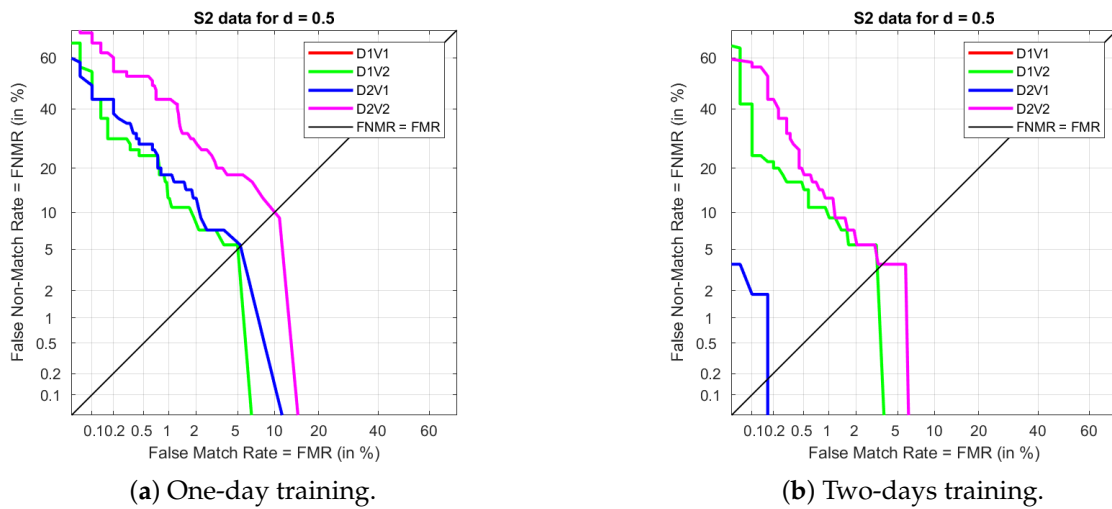 S2 data for d = 0.5
False Non-Match Rate = FNMR (in %)
60
40
20
10
5
2
1
0.5
0.2
0.1
D1V1
D1V2
D2V1
D2V2
FNMR = FMR
0.1 0.2 0.5 1 2 5 10 20 40 60
False Match Rate = FMR (in %)
(a) One-day training.
S2 data for d = 0.5
False Non-Match Rate = FNMR (in %)
60
40
20
10
5
2
1
0.5
0.2
0.1
D1V1
D1V2
D2V1
D2V2
FNMR = FMR
0.1 0.2 0.5 1 2 5 10 20 40 60
False Match Rate = FMR (in %)
(b) Two-days training.